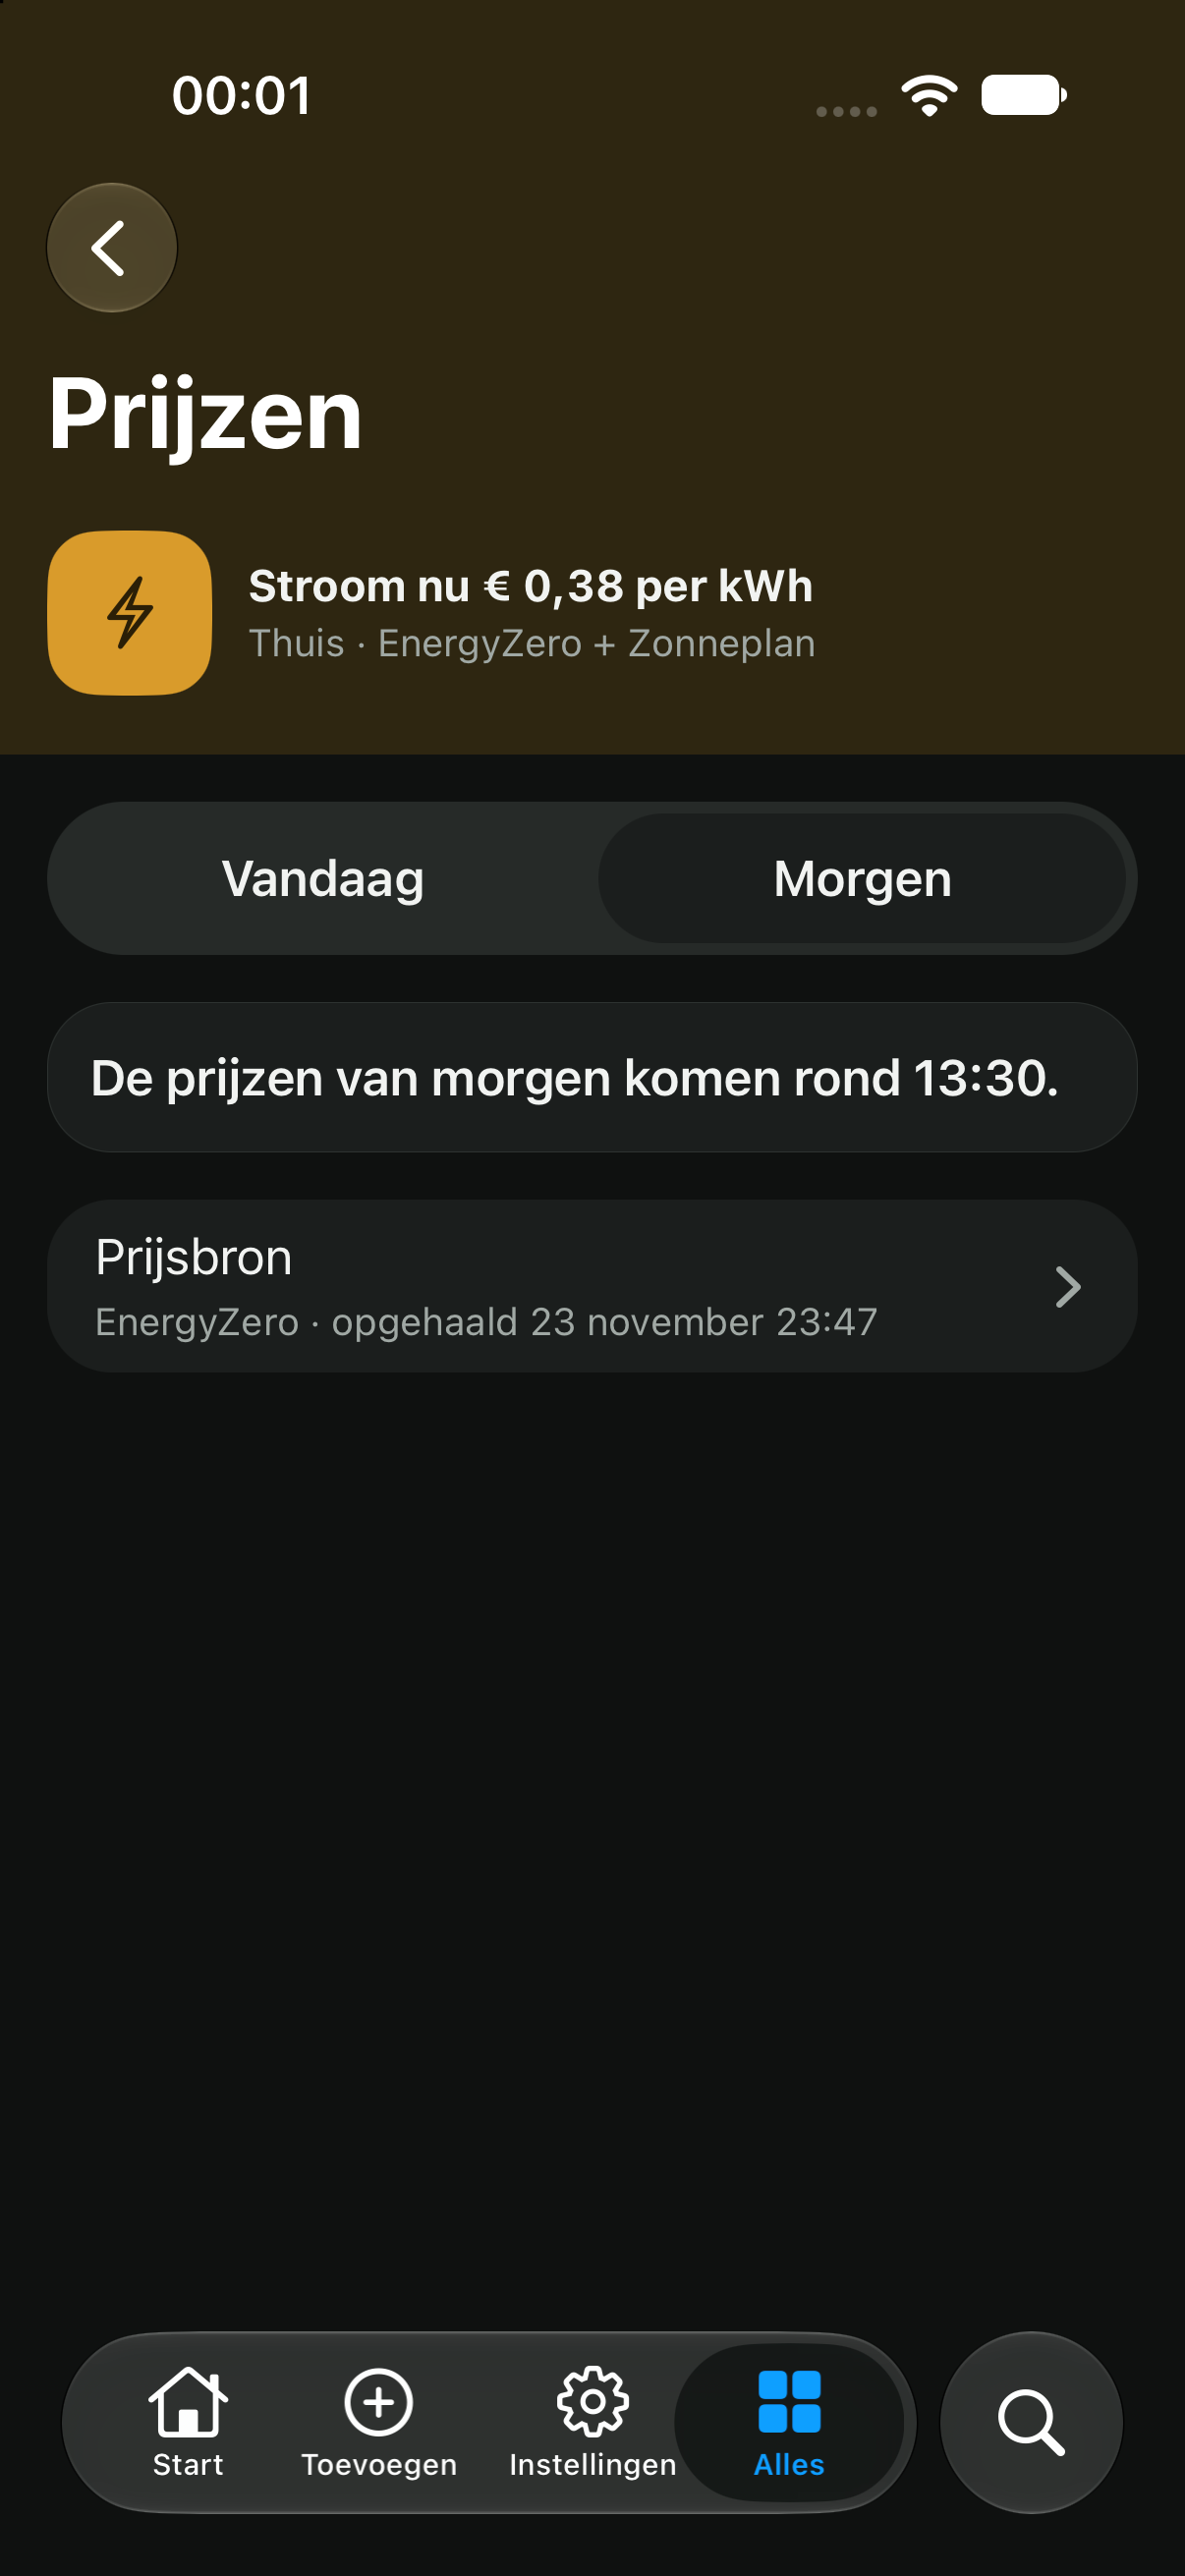 00:01
Prijzen
Stroom nu € 0,38 per kWh
Thuis · EnergyZero + Zonneplan
Vandaag
Morgen
De prijzen van morgen komen rond 13:30.
Prijsbron
EnergyZero · opgehaald 23 november 23:47
Start
Toevoegen
Instellingen
Alles